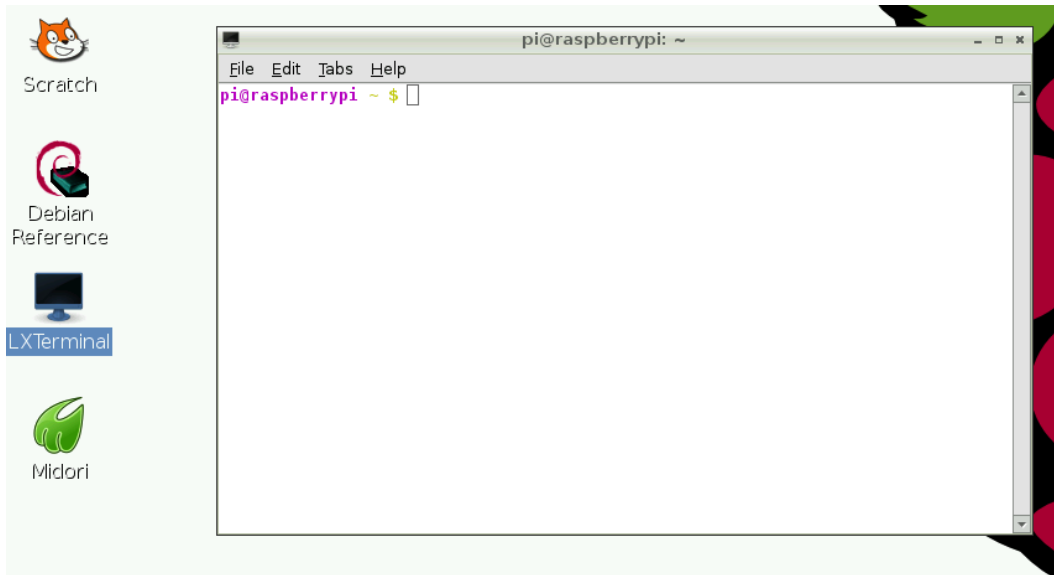 Scratch
Debian
Reference
LXTerminal
Midori
pi@raspberrypi: ~
File Edit Tabs Help
pi@raspberrypi ~ $